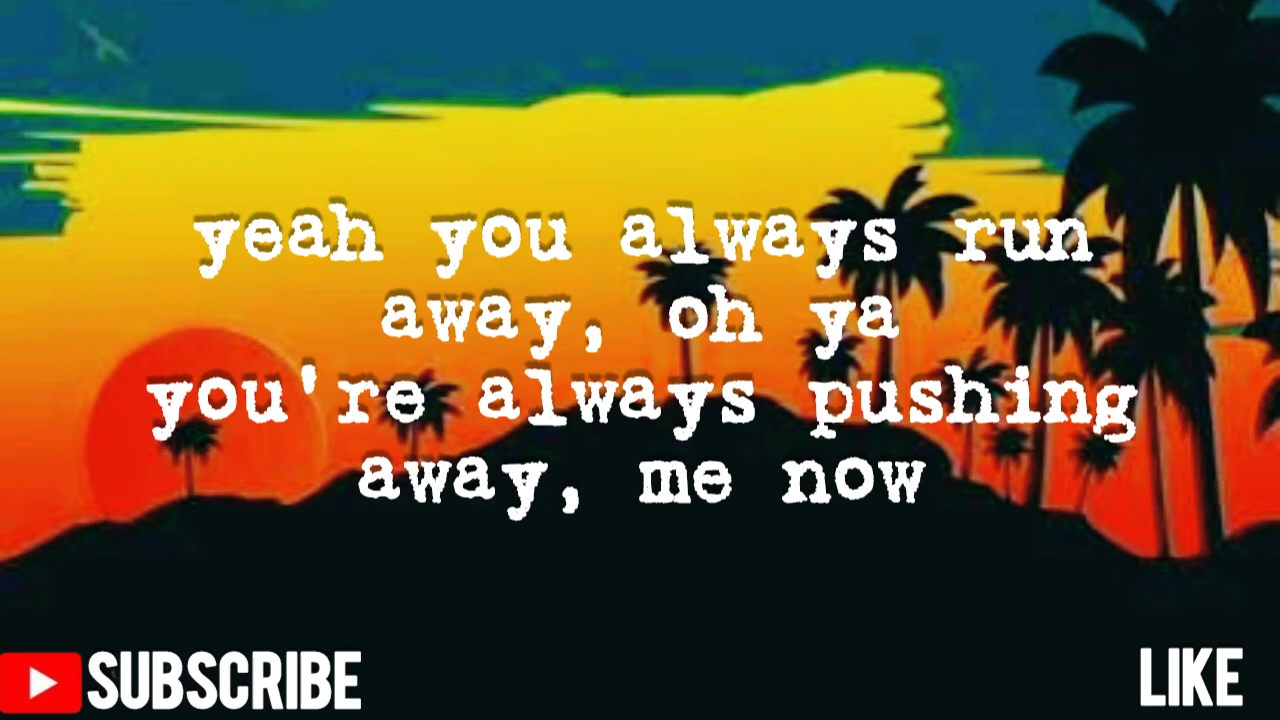 yeah you always run
away, oh ya
you're always pushing
away, me now
SUBSCRIBE
LIKE